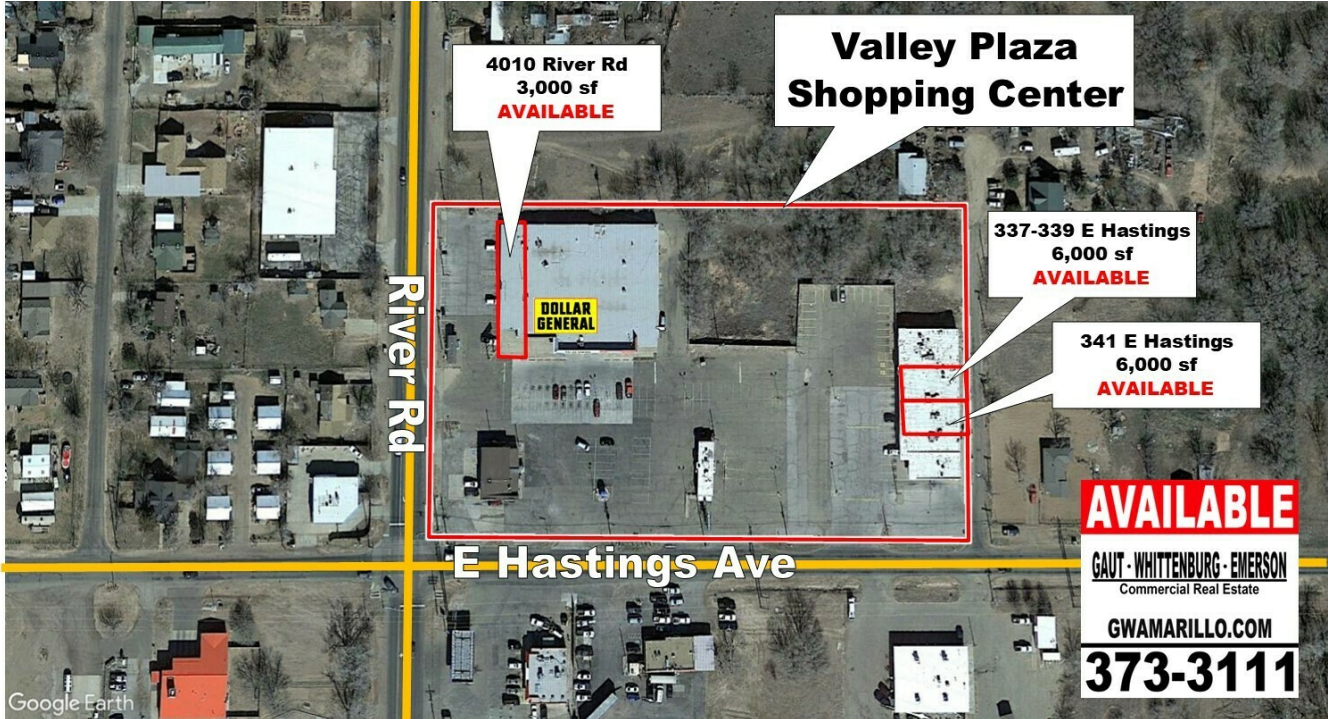 Valley Plaza
Shopping Center
4010 River Rd
3,000 sf
AVAILABLE
337-339 E Hastings
6,000 sf
AVAILABLE
DOLLAR
GENERAL
341 E Hastings
6,000 sf
AVAILABLE
River Rd
E Hastings Ave
AVAILABLE
GAUT - WHITTENBURG - EMERSON
Commercial Real Estate
GWAMARILLO.COM
373-3111
Google Earth